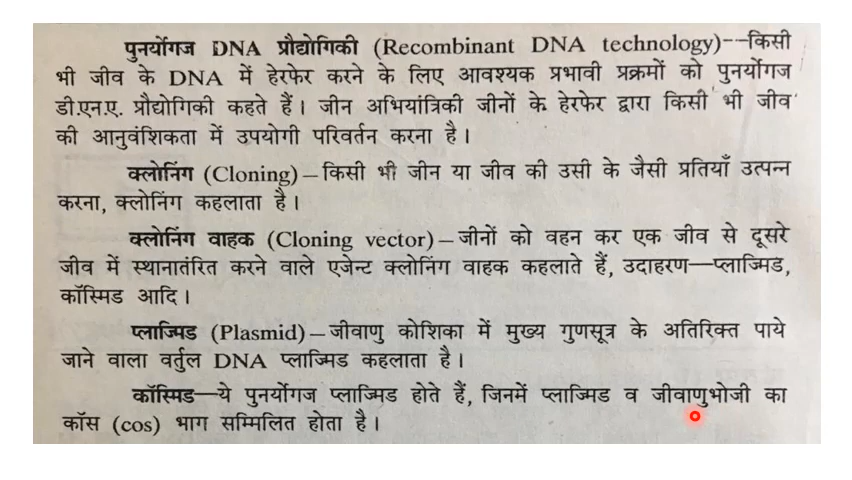 पुनर्योगज DNA प्रौद्योगिकी (Recombinant DNA technology)--किसी
भी जीव के DNA में हेरफेर करने के लिए आवश्यक प्रभावी प्रक्रमों को पुनर्योगज
डी.एन.ए. प्रौद्योगिकी कहते हैं। जीन अभियांत्रिकी जीनों के हेरफेर द्वारा किसी भी जीव
की आनुवंशिकता में उपयोगी परिवर्तन करना है।
क्लोनिंग (Cloning)–किसी भी जीन या जीव की उसी के जैसी प्रतियाँ उत्पन्न
करना, क्लोनिंग कहलाता है।
क्लोनिंग वाहक (Cloning vector)–जीनों को वहन कर एक जीव से दूसरे
जीव में स्थानातंरित करने वाले एजेन्ट क्लोनिंग वाहक कहलाते हैं, उदाहरण—प्लाज्मिड,
कॉस्मिड आदि।
प्लाज्मिड (Plasmid)–जीवाणु कोशिका में मुख्य गुणसूत्र के अतिरिक्त पाये
जाने वाला वर्तुल DNA प्लाज्मिड कहलाता है।
कॉस्मिड—ये पुनर्योगज प्लाज्मिड होते हैं, जिनमें प्लाज्मिड व जीवाणुभोजी का
कॉस (cos) भाग सम्मिलित होता है।